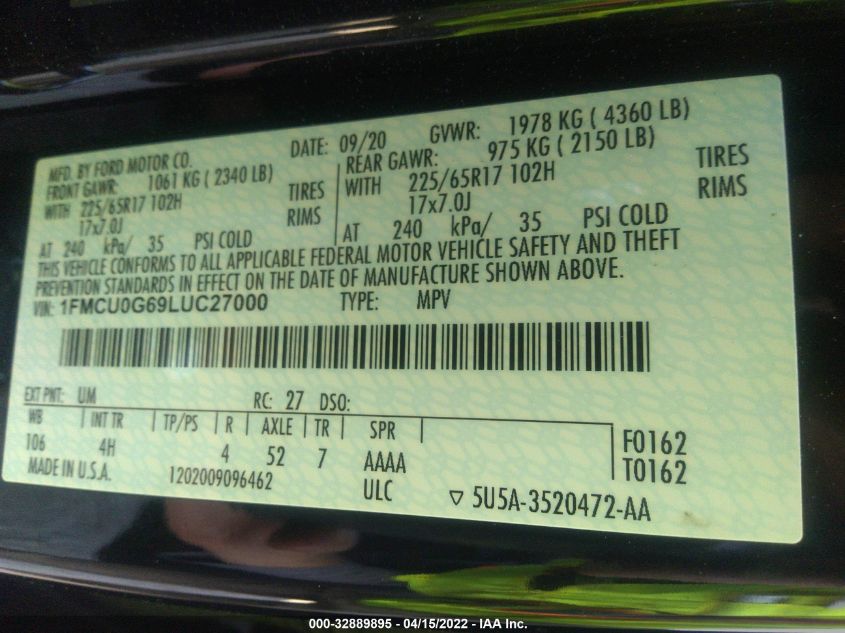 MFD. BY FORD MOTOR CO. DATE: 09/20 GVWR: 1978 KG ( 4360 LB)
FRONT GAWR: 1061 KG ( 2340 LB) REAR GAWR: 975 KG ( 2150 LB)
WITH 225/65R17 102H TIRES WITH 225/65R17 102H TIRES
17x7.0J RIMS 17x7.0J RIMS
AT 240 kPa/ 35 PSI COLD AT 240 kPa/ 35 PSI COLD
THIS VEHICLE CONFORMS TO ALL APPLICABLE FEDERAL MOTOR VEHICLE SAFETY AND THEFT
PREVENTION STANDARDS IN EFFECT ON THE DATE OF MANUFACTURE SHOWN ABOVE.
VIN: 1FMCU0G69LUC27000 TYPE: MPV
EXT PNT: UM RC: 27 DSO:
WB INT TR TP/PS R AXLE TR SPR
106 4H 4 52 7 AAAA F0162
T0162
MADE IN U.S.A. 1202009096462 ULC ▽ 5U5A-3520472-AA
000-32889895 - 04/15/2022 - IAA Inc.